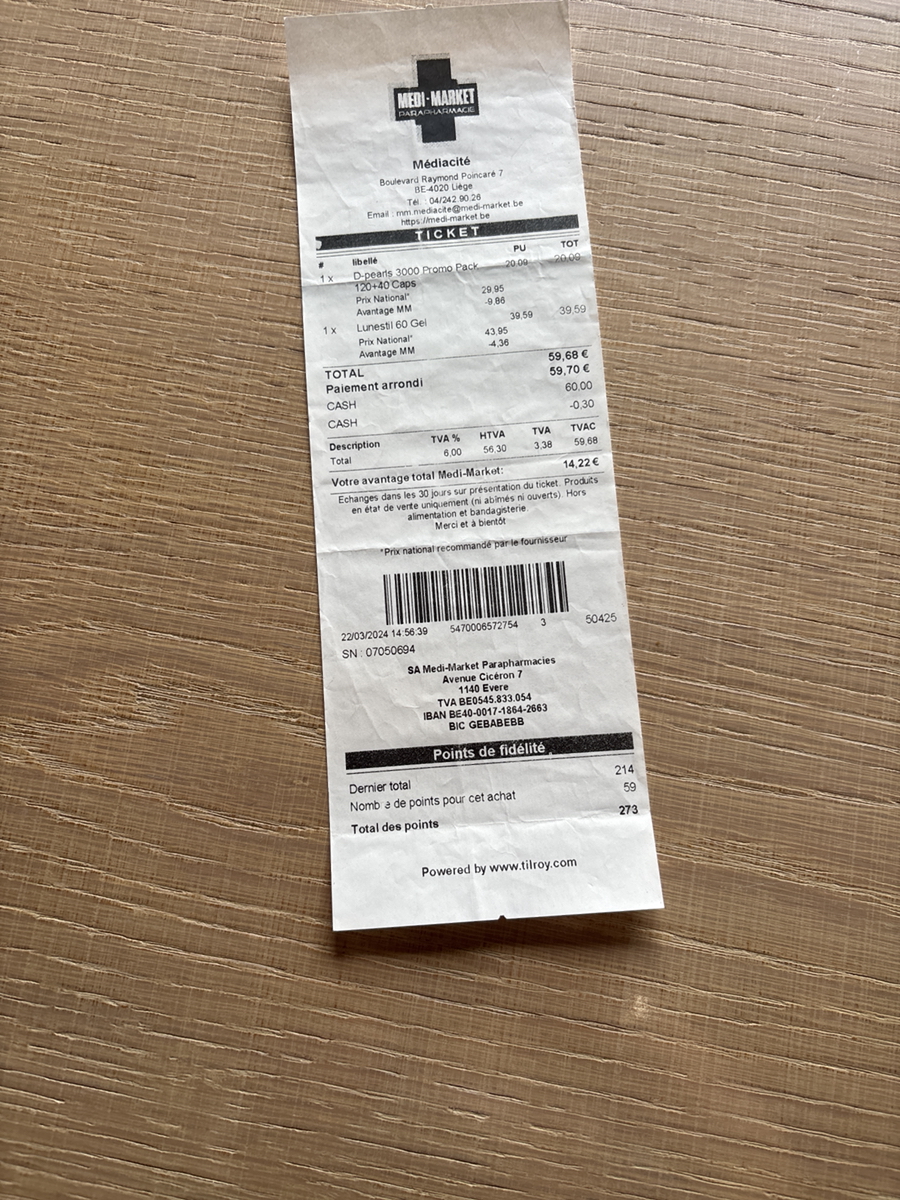 MEDI-MARKET
PARAPHARMACIE
Médiacité
Boulevard Raymond Poincaré 7
BE-4020 Liège
Tél. : 04/242.90.26
Email : mm.mediacite@medi-market.be
https://medi-market.be
TICKET
# libellé PU TOT
1 x D-pearls 3000 Promo Pack 20.09 20.09
120+40 Caps
Prix National* 29,95
Avantage MM -9,86
1 x Lunestil 60 Gel 39,59 39,59
Prix National* 43,95
Avantage MM -4,36
TOTAL 59,68 €
Paiement arrondi 59,70 €
CASH 60,00
CASH -0,30
Description TVA % HTVA TVA TVAC
Total 6,00 56,30 3,38 59,68
Votre avantage total Medi-Market: 14,22 €
Echanges dans les 30 jours sur présentation du ticket. Produits
en état de vente uniquement (ni abîmés ni ouverts). Hors
alimentation et bandagisterie.
Merci et à bientôt
*Prix national recommandé par le fournisseur
22/03/2024 14:56:39 5470006572754 3 50425
SN : 07050694
SA Medi-Market Parapharmacies
Avenue Cicéron 7
1140 Evere
TVA BE0545.833.054
IBAN BE40-0017-1864-2663
BIC GEBABEBB
Points de fidélité
Dernier total 214
Nomb e de points pour cet achat 59
Total des points 273
Powered by www.tilroy.com